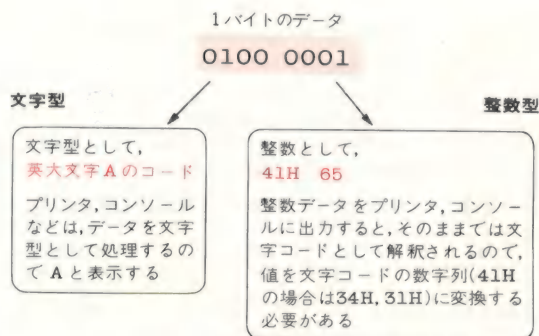 1バイトのデータ
0100 0001
文字型
整数型
文字型として，
英大文字Aのコード
プリンタ，コンソール
などは，データを文字
型として処理するの
でAと表示する
整数として，
41H 65
整数データをプリンタ，コンソー
ルに出力すると，そのままでは文
字コードとして解釈されるので，
値を文字コードの数字列(41H
の場合は34H，31H)に変換する
必要がある